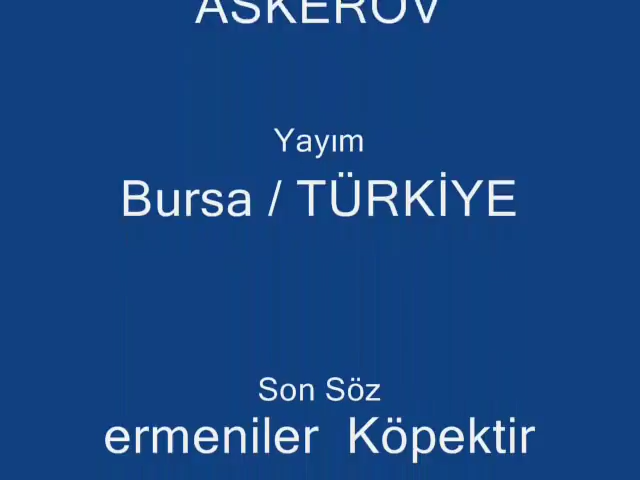 ASKEROV
Yayım
Bursa / TÜRKİYE
Son Söz
ermeniler Köpektir